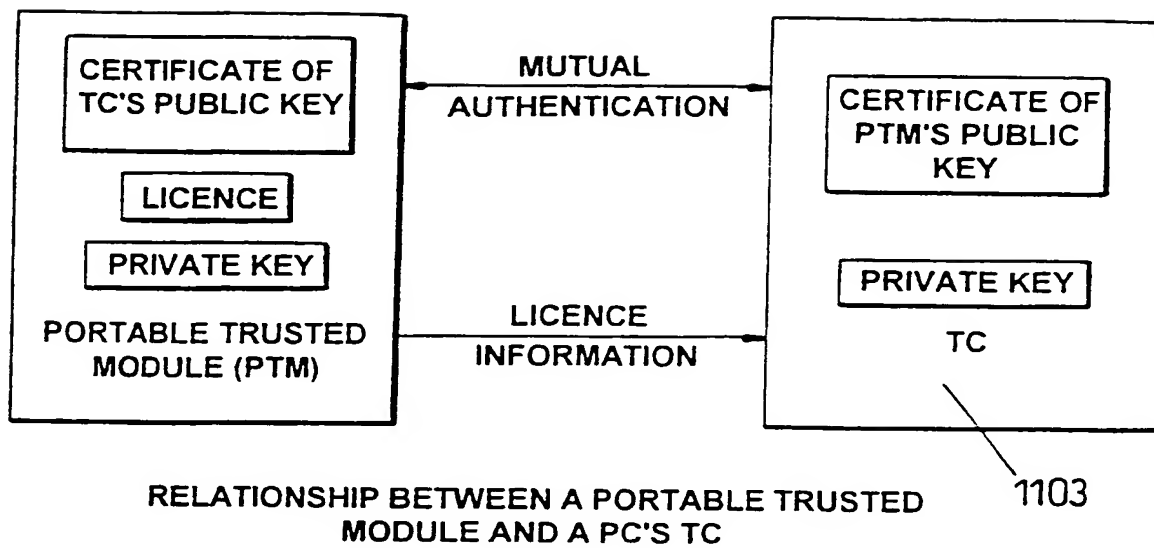 CERTIFICATE OF
TC'S PUBLIC KEY
LICENCE
PRIVATE KEY
PORTABLE TRUSTED
MODULE (PTM)
MUTUAL
AUTHENTICATION
LICENCE
INFORMATION
CERTIFICATE OF
PTM'S PUBLIC
KEY
PRIVATE KEY
TC
1103
RELATIONSHIP BETWEEN A PORTABLE TRUSTED
MODULE AND A PC'S TC